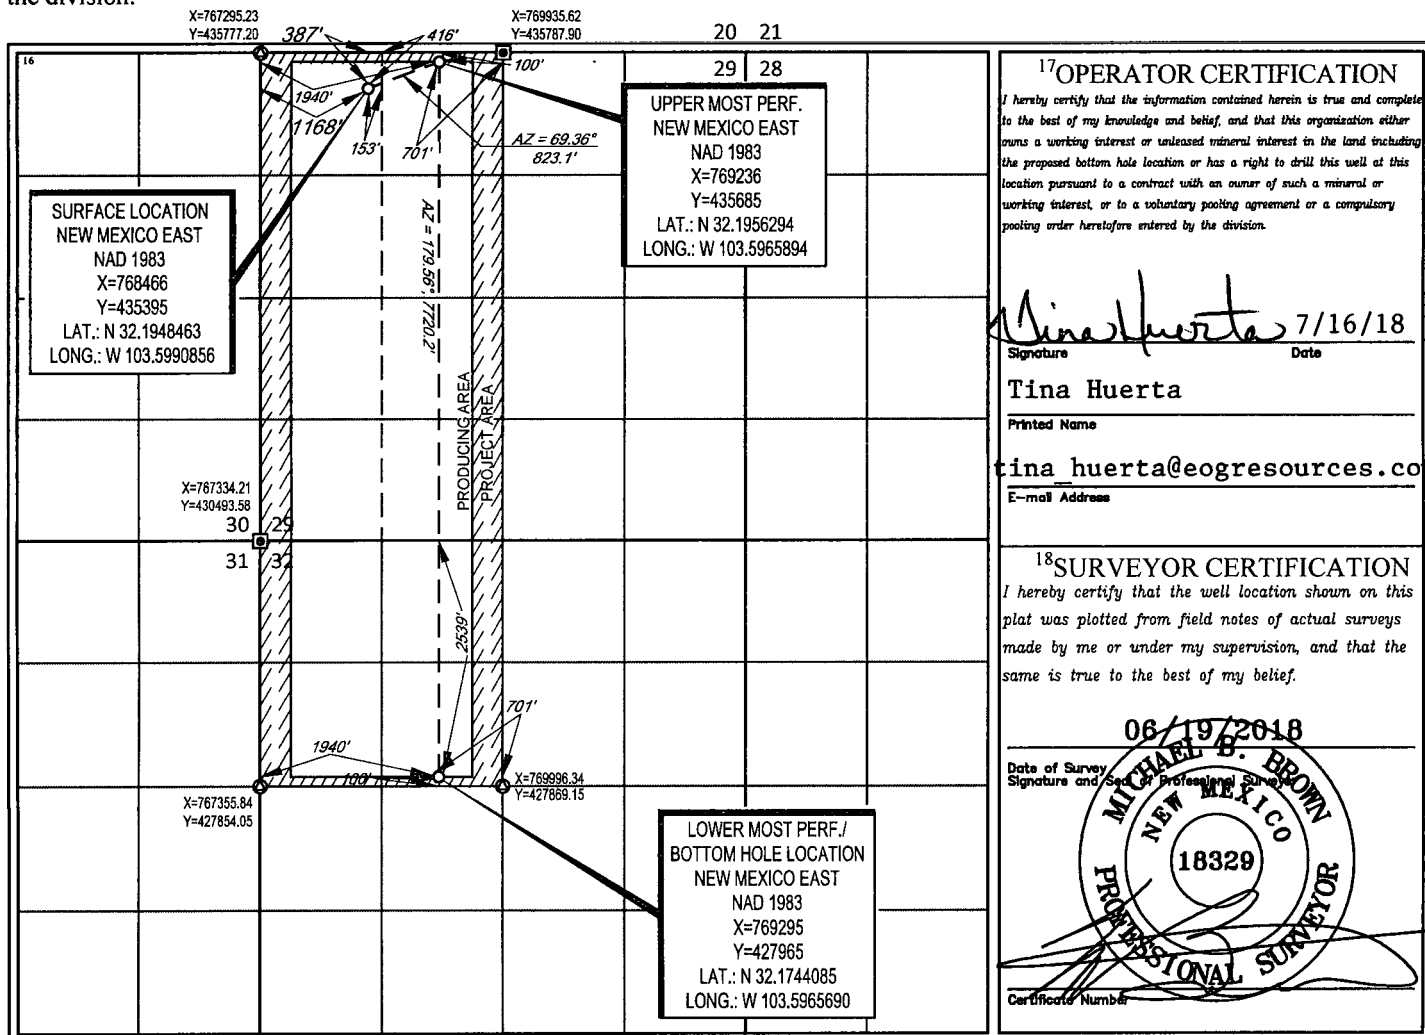 the division.
X=767295.23
Y=435777.20
387'
416'
X=769935.62
Y=435787.90
20 21
29 28
16
1940'
1168'
153'
701'
100'
AZ = 69.36°
823.1'
UPPER MOST PERF.
NEW MEXICO EAST
NAD 1983
X=769236
Y=435685
LAT.: N 32.1956294
LONG.: W 103.5965894
SURFACE LOCATION
NEW MEXICO EAST
NAD 1983
X=768466
Y=435395
LAT.: N 32.1948463
LONG.: W 103.5990856
AZ = 179.56°, 7720.2'
PRODUCING AREA
PROJECT AREA
X=767334.21
Y=430493.58
30 29
31 32
2539'
701'
1940'
100'
X=767355.84
Y=427854.05
X=769996.34
Y=427869.15
LOWER MOST PERF./
BOTTOM HOLE LOCATION
NEW MEXICO EAST
NAD 1983
X=769295
Y=427965
LAT.: N 32.1744085
LONG.: W 103.5965690
17 OPERATOR CERTIFICATION
I hereby certify that the information contained herein is true and complete
to the best of my knowledge and belief, and that this organization either
owns a working interest or unleased mineral interest in the land including
the proposed bottom hole location or has a right to drill this well at this
location pursuant to a contract with an owner of such a mineral or
working interest, or to a voluntary pooling agreement or a compulsory
pooling order heretofore entered by the division.
Tina Huerta 7/16/18
Signature Date
Tina Huerta
Printed Name
tina_huerta@eogresources.co
E-mail Address
18 SURVEYOR CERTIFICATION
I hereby certify that the well location shown on this
plat was plotted from field notes of actual surveys
made by me or under my supervision, and that the
same is true to the best of my belief.
06/19/2018
Date of Survey
Signature and Seal of Professional Surveyor
MICHAEL B. BROWN
NEW MEXICO
18329
PROFESSIONAL SURVEYOR
Certificate Number